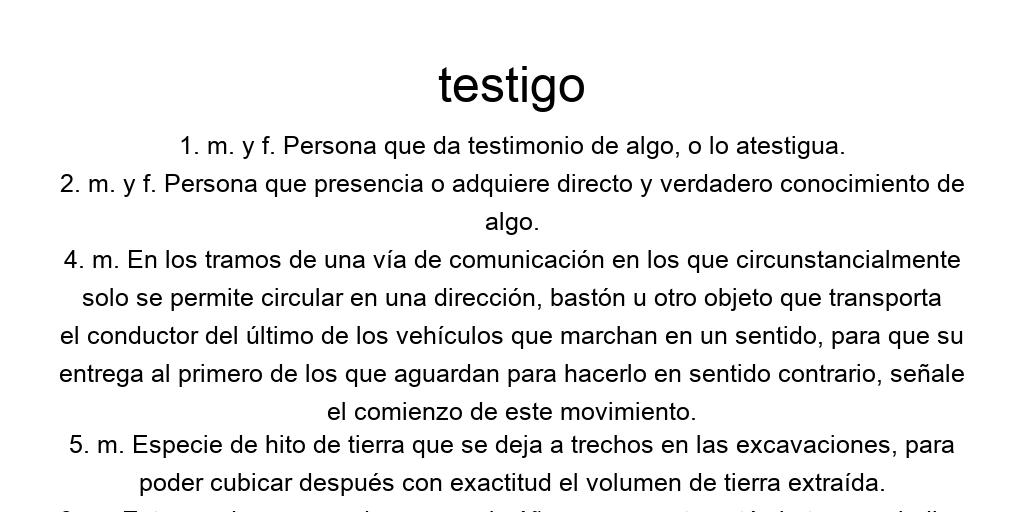 testigo
1. m. y f. Persona que da testimonio de algo, o lo atestigua.
2. m. y f. Persona que presencia o adquiere directo y verdadero conocimiento de
algo.
4. m. En los tramos de una vía de comunicación en los que circunstancialmente
solo se permite circular en una dirección, bastón u otro objeto que transporta
el conductor del último de los vehículos que marchan en un sentido, para que su
entrega al primero de los que aguardan para hacerlo en sentido contrario, señale
el comienzo de este movimiento.
5. m. Especie de hito de tierra que se deja a trechos en las excavaciones, para
poder cubicar después con exactitud el volumen de tierra extraída.